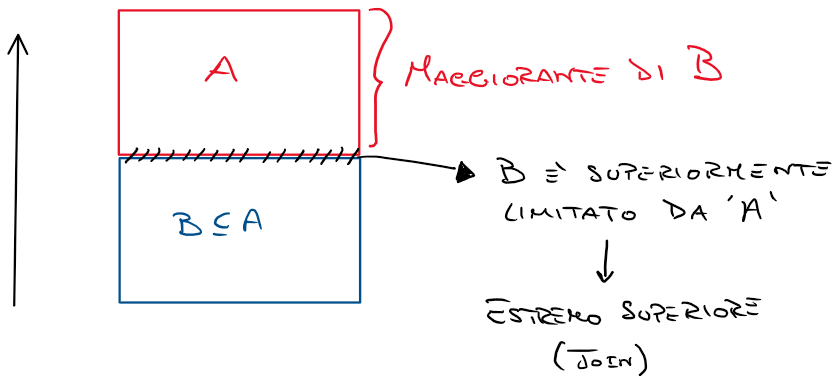 A
MAGGIORANTE DI B
B È SUPERIORMENTE
LIMITATO DA 'A'
B ⊆ A
ESTREMO SUPERIORE
(JOIN)